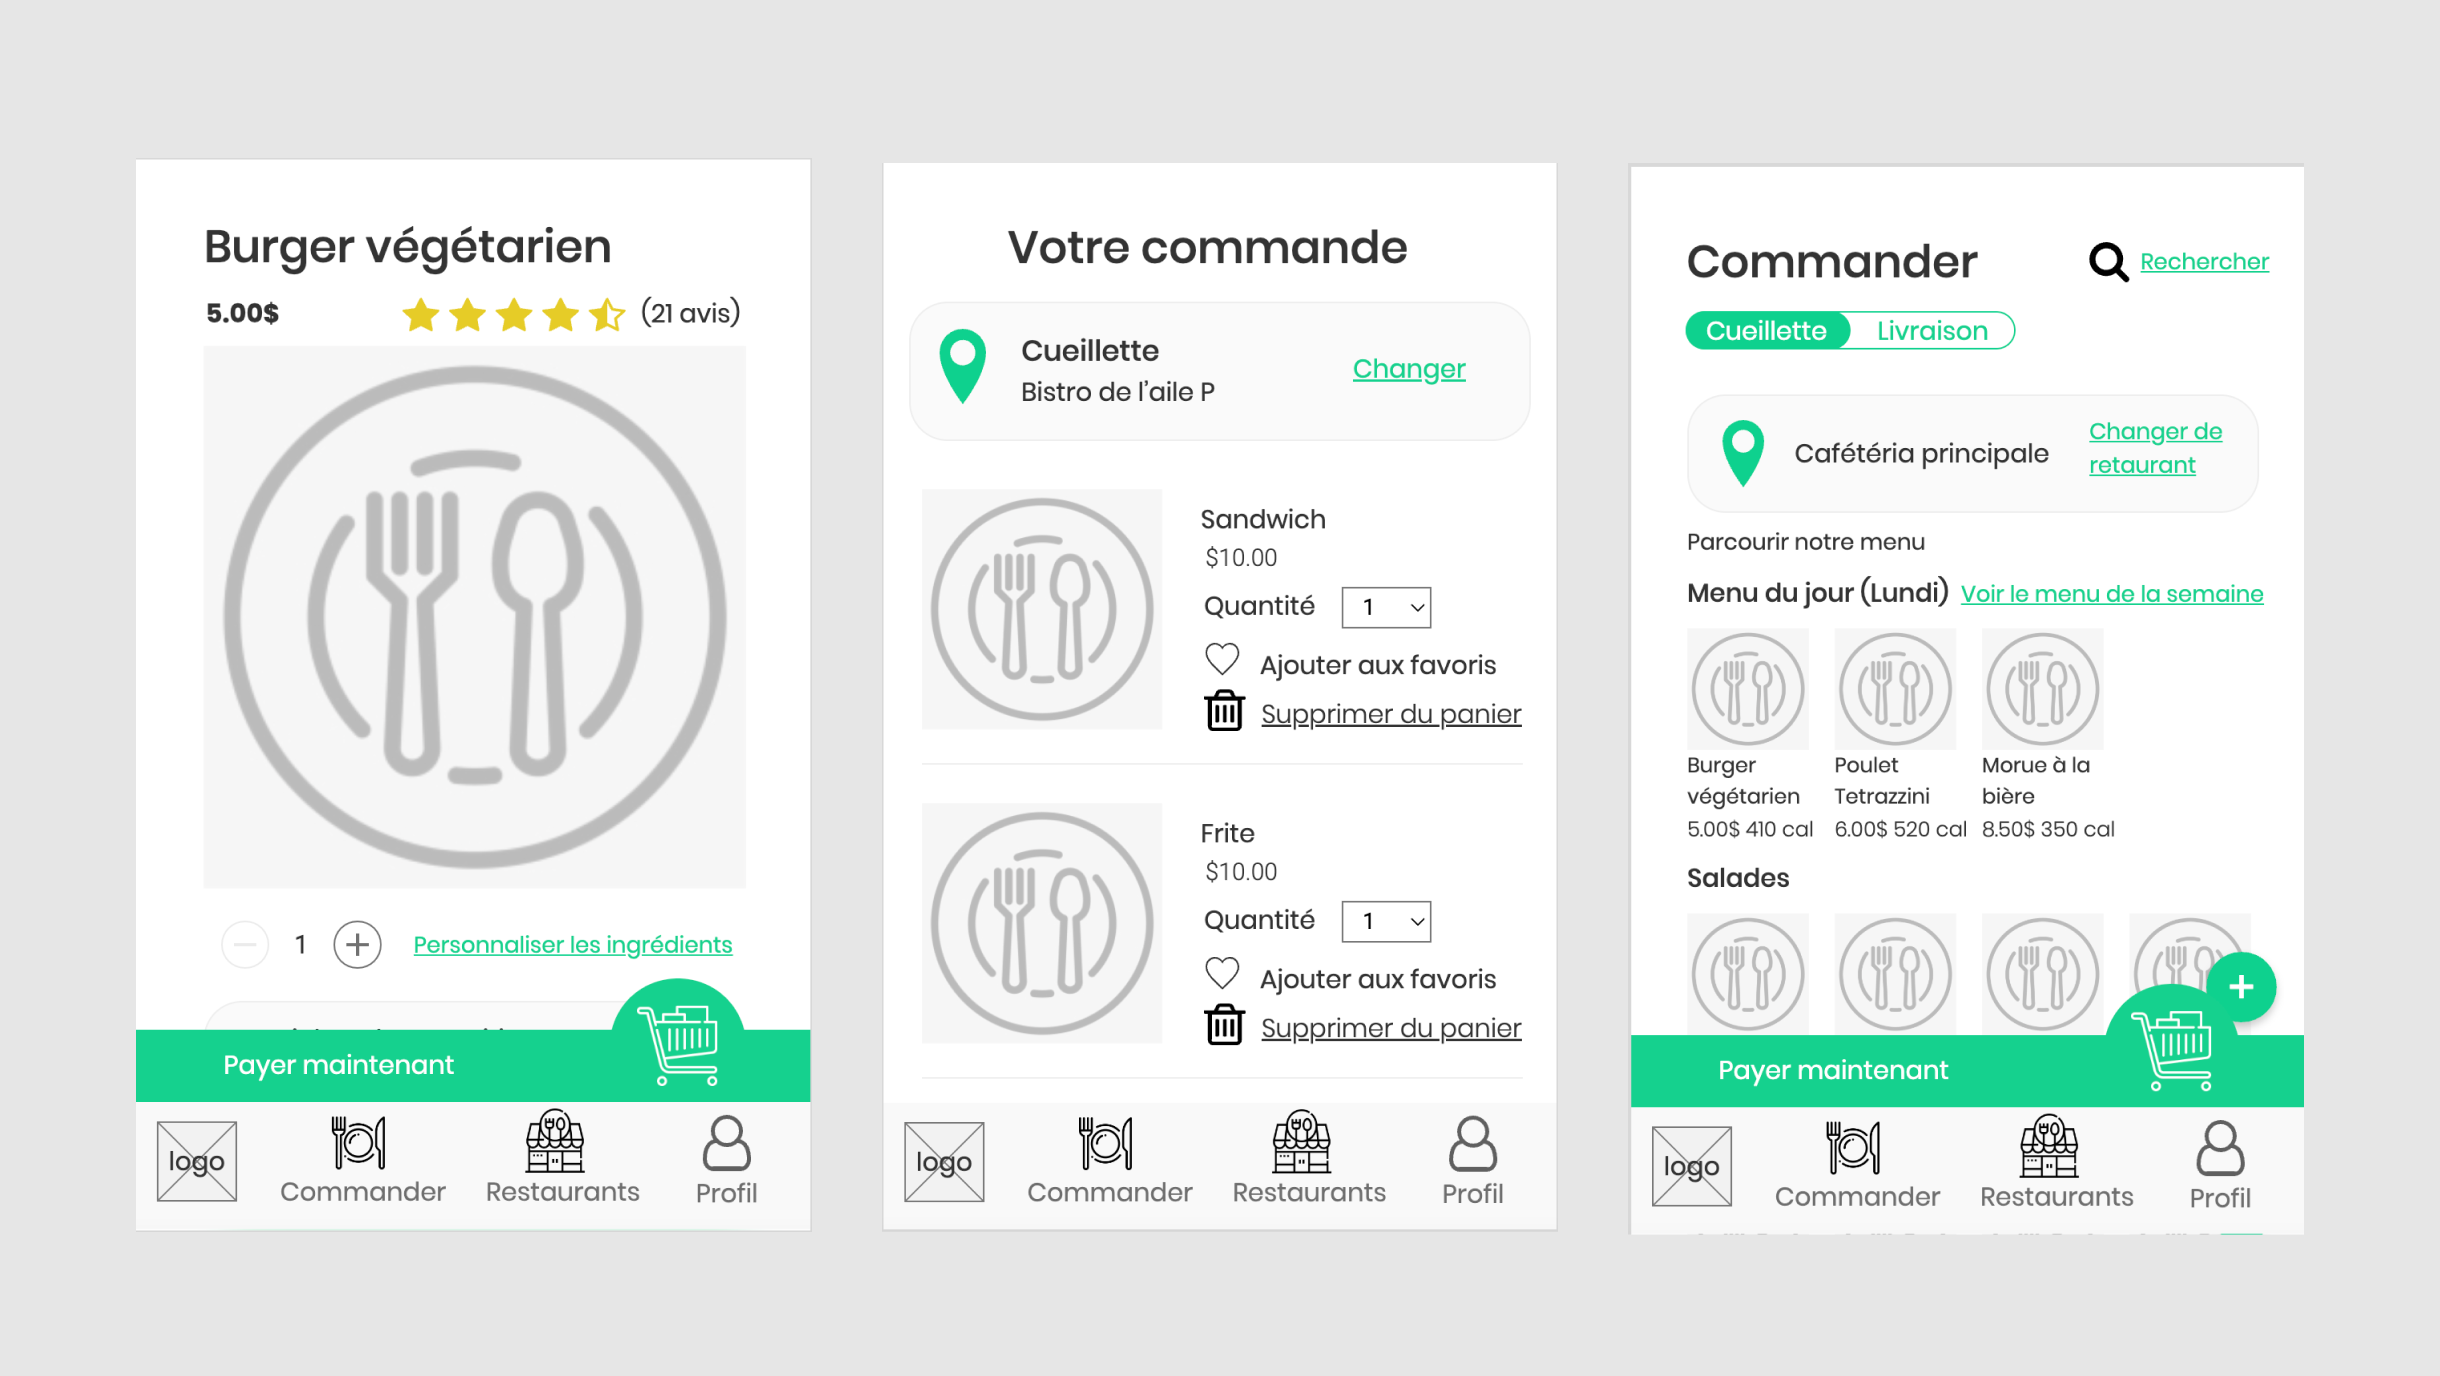 Burger végétarien
5.00$ (21 avis)
1 Personnaliser les ingrédients
Payer maintenant
logo Commander Restaurants Profil
Votre commande
Cueillette
Bistro de l'aile P
Changer
Sandwich
$10.00
Quantité 1
Ajouter aux favoris
Supprimer du panier
Frite
$10.00
Quantité 1
Ajouter aux favoris
Supprimer du panier
logo Commander Restaurants Profil
Commander
Rechercher
Cueillette Livraison
Cafétéria principale
Changer de
retaurant
Parcourir notre menu
Menu du jour (Lundi) Voir le menu de la semaine
Burger
végétarien
5.00$ 410 cal
Poulet
Tetrazzini
6.00$ 520 cal
Morue à la
bière
8.50$ 350 cal
Salades
Payer maintenant
logo Commander Restaurants Profil